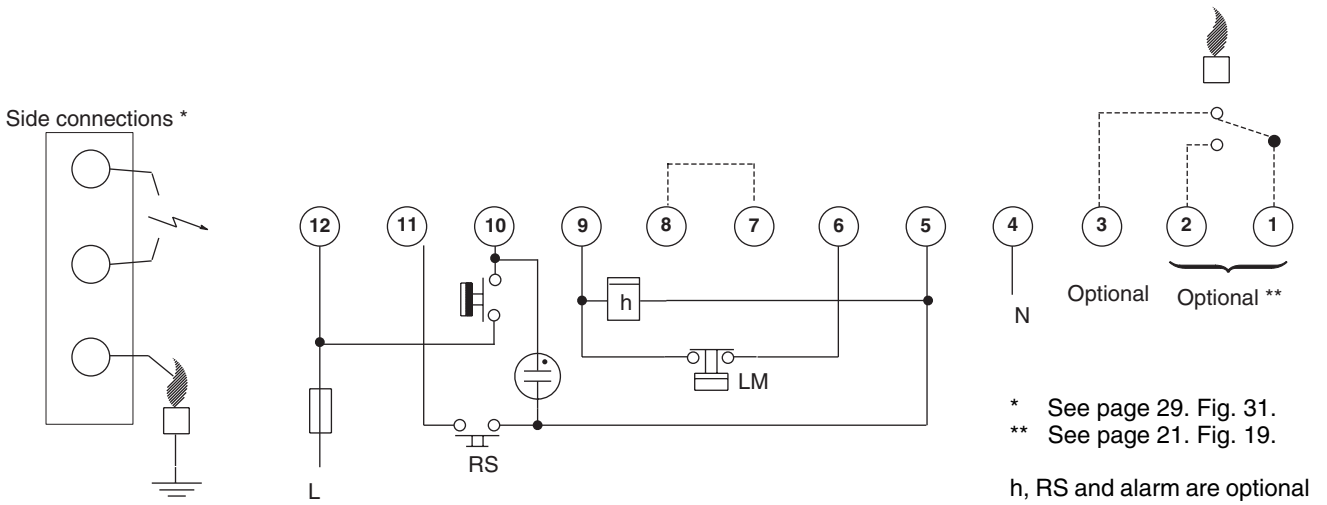 Side connections *
12 11 10 9 8 7 6 5 4 3 2 1
h
Optional Optional **
N
LM
* See page 29. Fig. 31.
** See page 21. Fig. 19.
RS
L
h, RS and alarm are optional